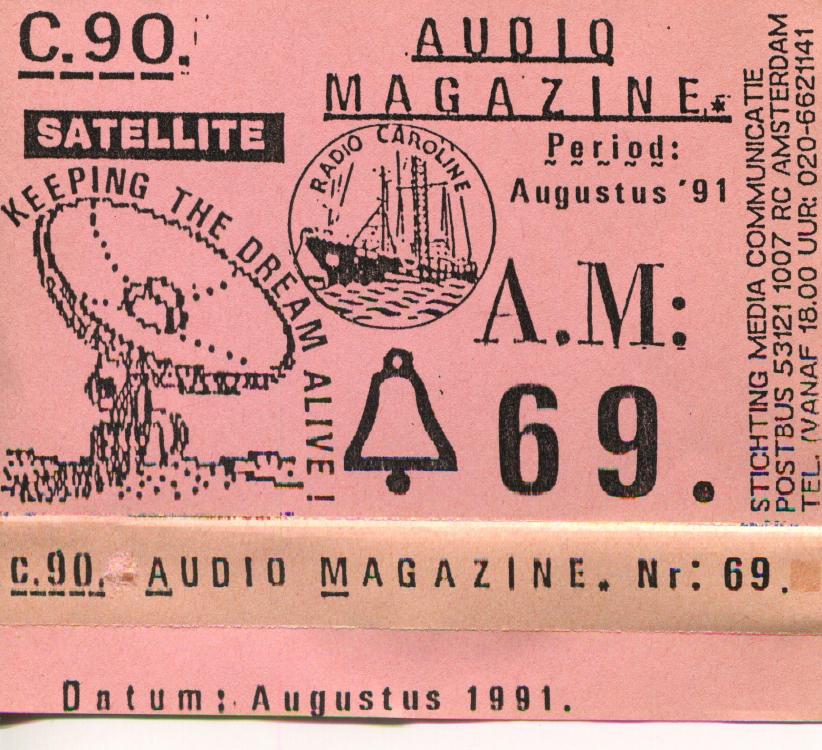 C.90.
AUDIO
MAGAZINE.
SATELLITE
KEEPING THE DREAM ALIVE!
RADIO CAROLINE
Period:
Augustus '91
A.M:
69.
STICHTING MEDIA COMMUNICATIE
POSTBUS 53121 1007 RC AMSTERDAM
TEL. (VANAF 18.00 UUR: 020-6621141
C.90. AUDIO MAGAZINE. Nr: 69.
Datum: Augustus 1991.